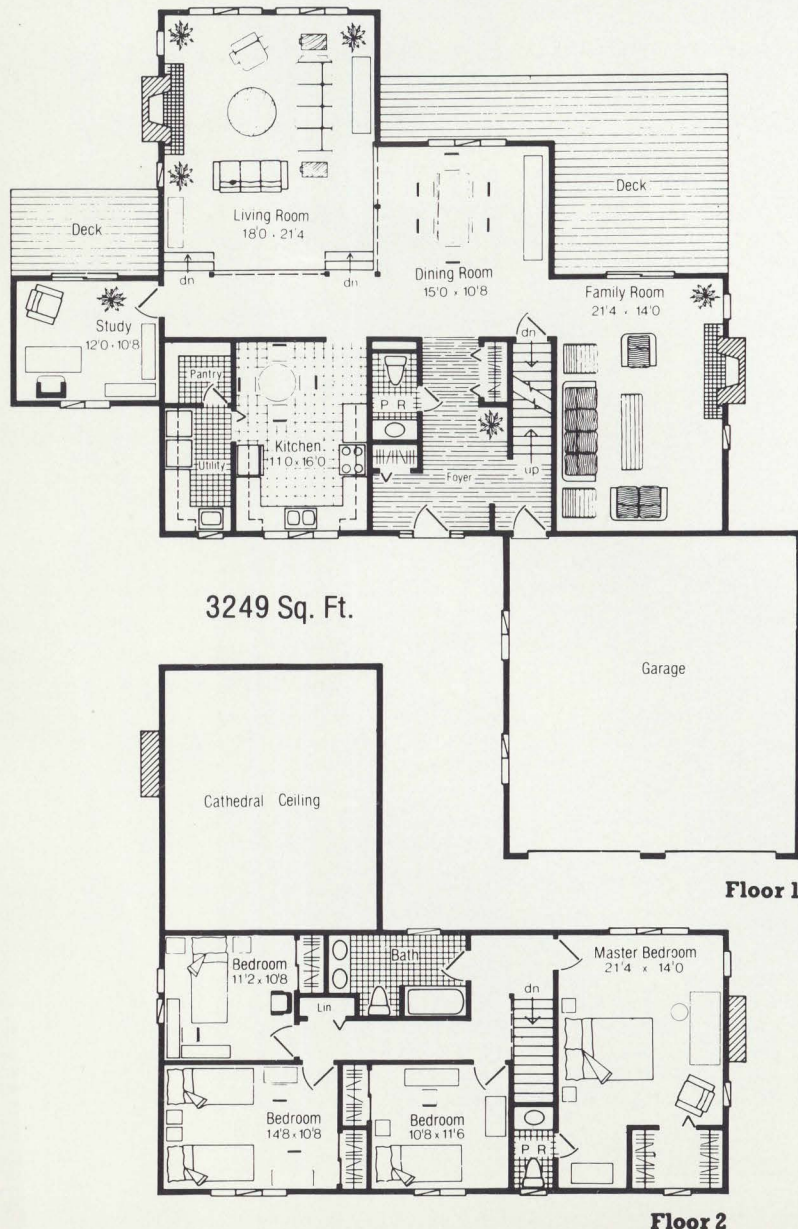 Deck
Living Room
18'0 x 21'4
Deck
dn
dn
Dining Room
15'0 x 10'8
Family Room
21'4 x 14'0
Study
12'0 x 10'8
dn
Pantry
P R
Kitchen
11'0 x 16'0
Utility
Foyer
up
3249 Sq. Ft.
Garage
Cathedral Ceiling
Floor 1
Bedroom
11'2 x 10'8
Bath
Master Bedroom
21'4 x 14'0
Lin
dn
Bedroom
14'8 x 10'8
Bedroom
10'8 x 11'6
P R
Floor 2